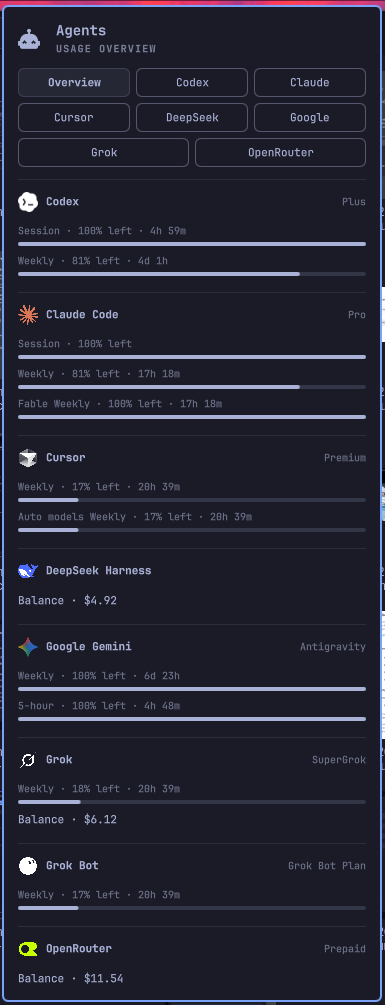 Agents
USAGE OVERVIEW
Overview Codex Claude
Cursor DeepSeek Google
Grok OpenRouter
Codex Plus
Session · 100% left · 4h 59m
Weekly · 81% left · 4d 1h
Claude Code Pro
Session · 100% left
Weekly · 81% left · 17h 18m
Fable Weekly · 100% left · 17h 18m
Cursor Premium
Weekly · 17% left · 20h 39m
Auto models Weekly · 17% left · 20h 39m
DeepSeek Harness
Balance · $4.92
Google Gemini Antigravity
Weekly · 100% left · 6d 23h
5-hour · 100% left · 4h 48m
Grok SuperGrok
Weekly · 18% left · 20h 39m
Balance · $6.12
Grok Bot Grok Bot Plan
Weekly · 17% left · 20h 39m
OpenRouter Prepaid
Balance · $11.54